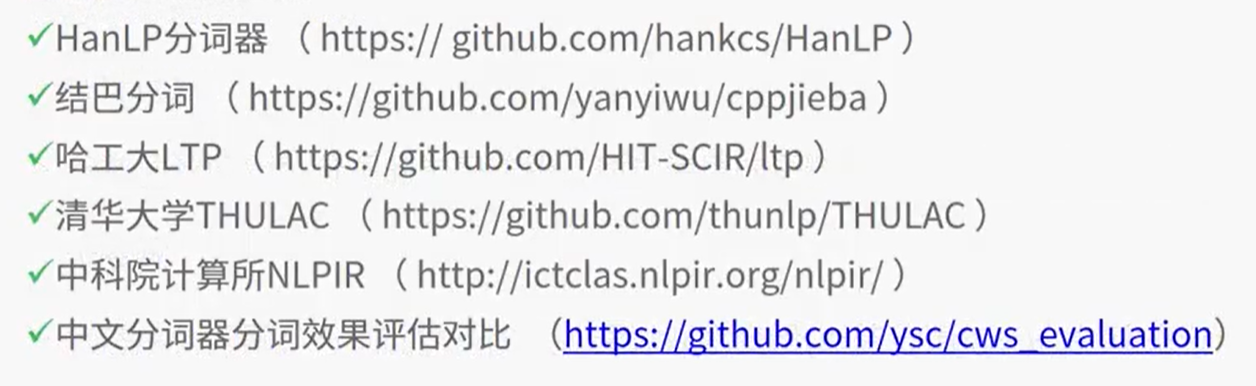 ✓HanLP分词器 （ https:// github.com/hankcs/HanLP ）
✓结巴分词 （ https://github.com/yanyiwu/cppjieba ）
✓哈工大LTP （ https://github.com/HIT-SCIR/ltp ）
✓清华大学THULAC （ https://github.com/thunlp/THULAC ）
✓中科院计算所NLPIR （ http://ictclas.nlpir.org/nlpir/ ）
✓中文分词器分词效果评估对比 （https://github.com/ysc/cws_evaluation）